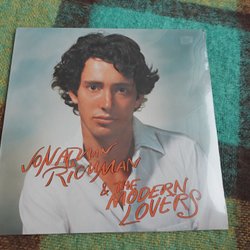 JONATHAN
RICHMAN
& THE
MODERN
LOVERS